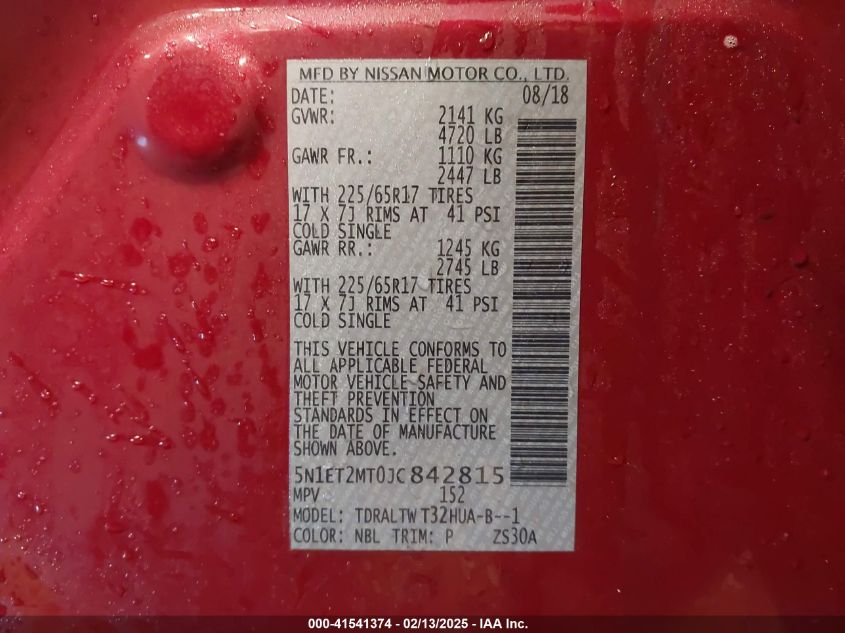 MFD BY NISSAN MOTOR CO., LTD.
DATE: 08/18
GVWR: 2141 KG
4720 LB
GAWR FR.: 1110 KG
2447 LB
WITH 225/65R17 TIRES
17 X 7J RIMS AT 41 PSI
COLD SINGLE
GAWR RR.: 1245 KG
2745 LB
WITH 225/65R17 TIRES
17 X 7J RIMS AT 41 PSI
COLD SINGLE
THIS VEHICLE CONFORMS TO
ALL APPLICABLE FEDERAL
MOTOR VEHICLE SAFETY AND
THEFT PREVENTION
STANDARDS IN EFFECT ON
THE DATE OF MANUFACTURE
SHOWN ABOVE.
5N1ET2MT0JC842815
MPV 152
MODEL: TDRALTW T32HUA-B--1
COLOR: NBL TRIM: P ZS30A
000-41541374 - 02/13/2025 - IAA Inc.